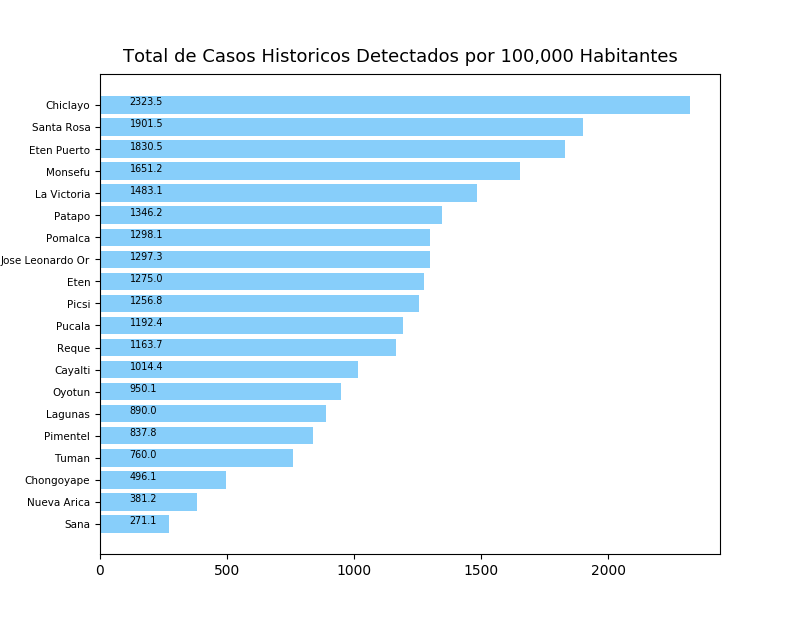 Total de Casos Historicos Detectados por 100,000 Habitantes
Chiclayo 2323.5
Santa Rosa 1901.5
Eten Puerto 1830.5
Monsefu 1651.2
La Victoria 1483.1
Patapo 1346.2
Pomalca 1298.1
Jose Leonardo Or 1297.3
Eten 1275.0
Picsi 1256.8
Pucala 1192.4
Reque 1163.7
Cayalti 1014.4
Oyotun 950.1
Lagunas 890.0
Pimentel 837.8
Tuman 760.0
Chongoyape 496.1
Nueva Arica 381.2
Sana 271.1
0 500 1000 1500 2000